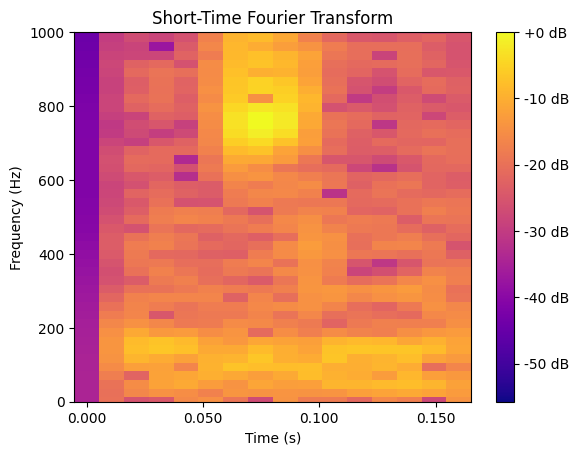 Short-Time Fourier Transform
1000
800
600
400
200
0
Frequency (Hz)
0.000
0.050
0.100
0.150
Time (s)
+0 dB
-10 dB
-20 dB
-30 dB
-40 dB
-50 dB